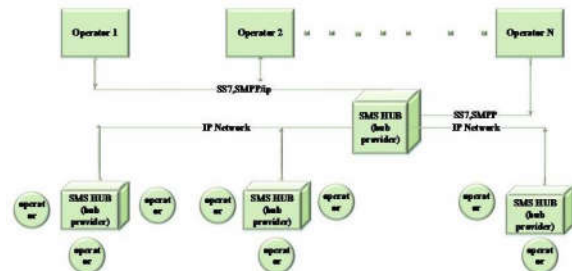 Operator 1
Operator 2
Operator N
SS7,SMPP/ip
SMS HUB
(hub
provider)
SS7,SMPP
IP Network
IP Network
operat
or
SMS HUB
(hub
provider)
operat
or
operat
or
operat
or
SMS HUB
(hub
provider)
operat
or
operat
or
operat
or
SMS HUB
(hub
provider)
operat
or